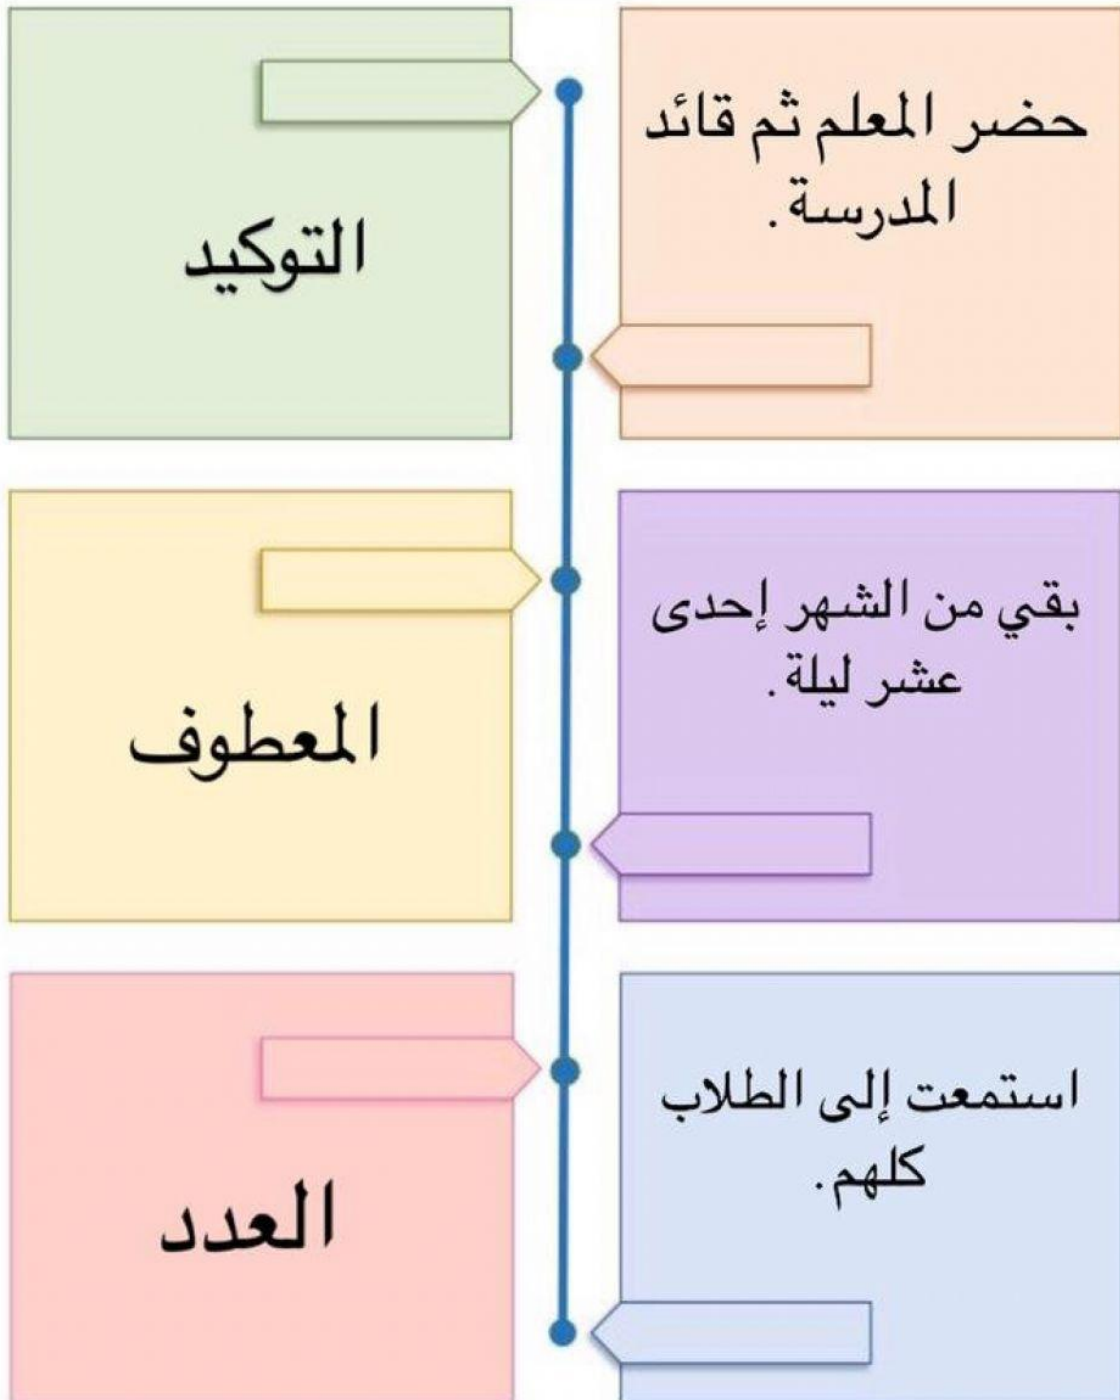 حضر المعلم ثم قائد
المدرسة.
التوكيد
بقي من الشهر إحدى
عشر ليلة.
المعطوف
استمعت إلى الطلاب
كلهم.
العدد